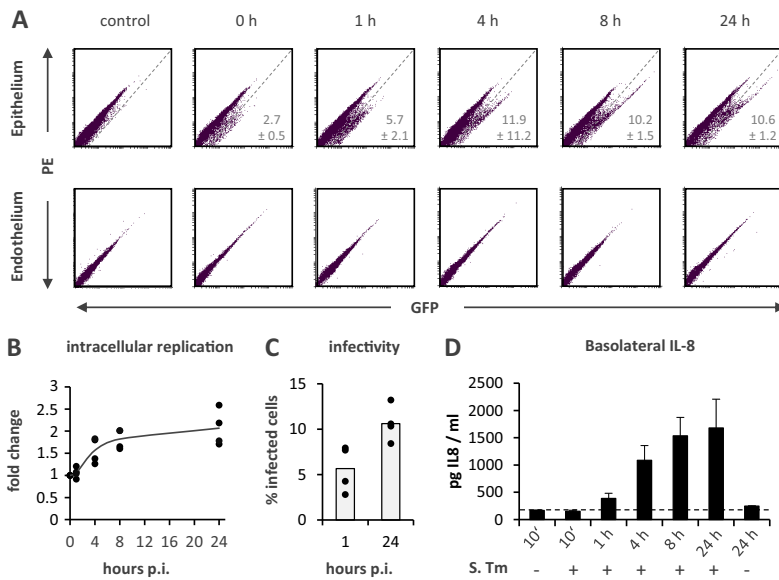 A
control 0 h 1 h 4 h 8 h 24 h
Epithelium
2.7 ± 0.5
5.7 ± 2.1
11.9 ± 11.2
10.2 ± 1.5
10.6 ± 1.2
PE
Endothelium
GFP
B intracellular replication
fold change
3
2.5
2
1.5
1
0.5
0
0 4 8 12 16 20 24
hours p.i.
C infectivity
% infected cells
15
10
5
0
1 24
hours p.i.
D Basolateral IL-8
pg IL8 / ml
2500
2000
1500
1000
500
0
10′ 10′ 1 h 4 h 8 h 24 h 24 h
S. Tm - + + + + + -